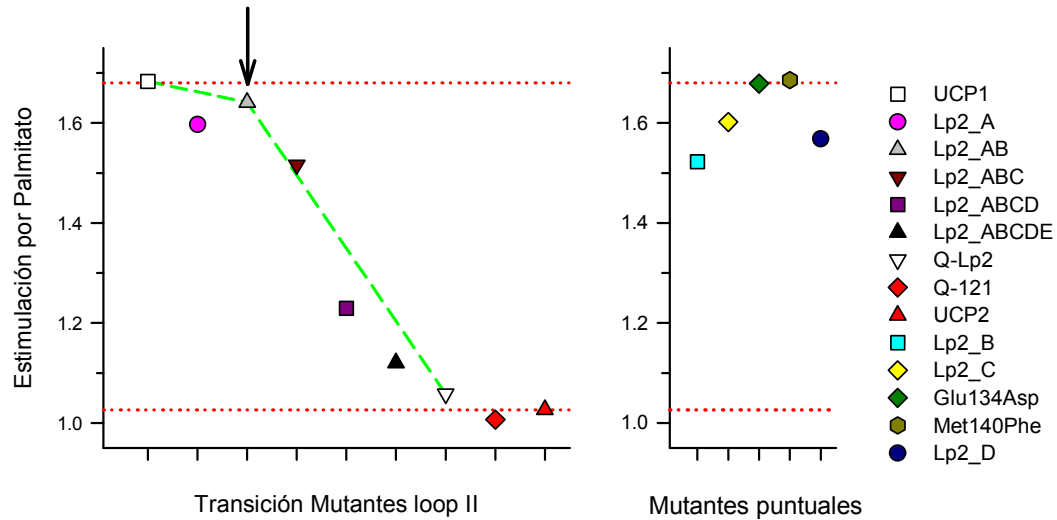 Estimulación por Palmitato
1.6
1.4
1.2
1.0
Transición Mutantes loop II
1.6
1.4
1.2
1.0
Mutantes puntuales
UCP1
Lp2_A
Lp2_AB
Lp2_ABC
Lp2_ABCD
Lp2_ABCDE
Q-Lp2
Q-121
UCP2
Lp2_B
Lp2_C
Glu134Asp
Met140Phe
Lp2_D